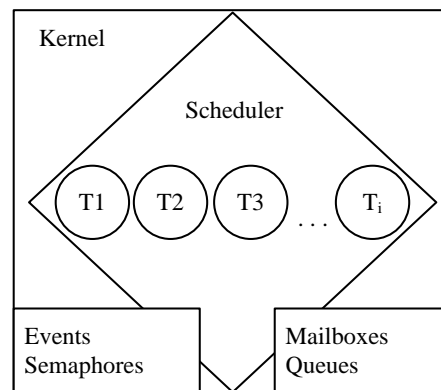 Kernel
Scheduler
T1 T2 T3 ... Tᵢ
Events
Semaphores
Mailboxes
Queues